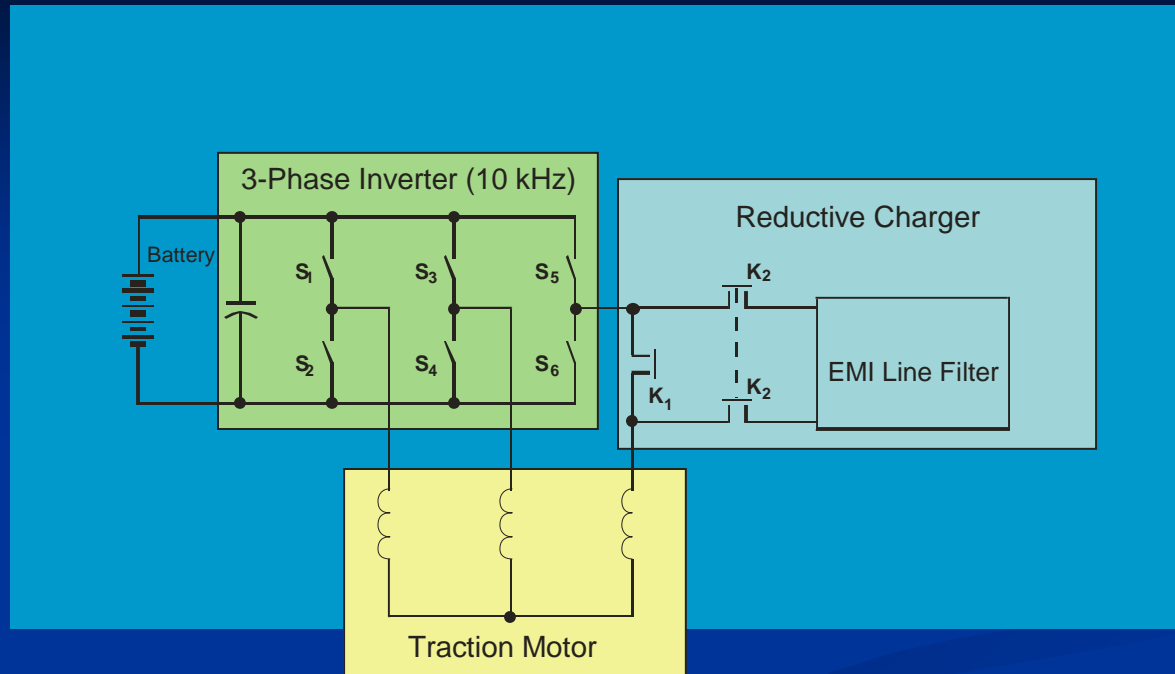 3-Phase Inverter (10 kHz)
Reductive Charger
Battery
S1
S3
S5
K2
S2
S4
S6
K1
K2
EMI Line Filter
Traction Motor